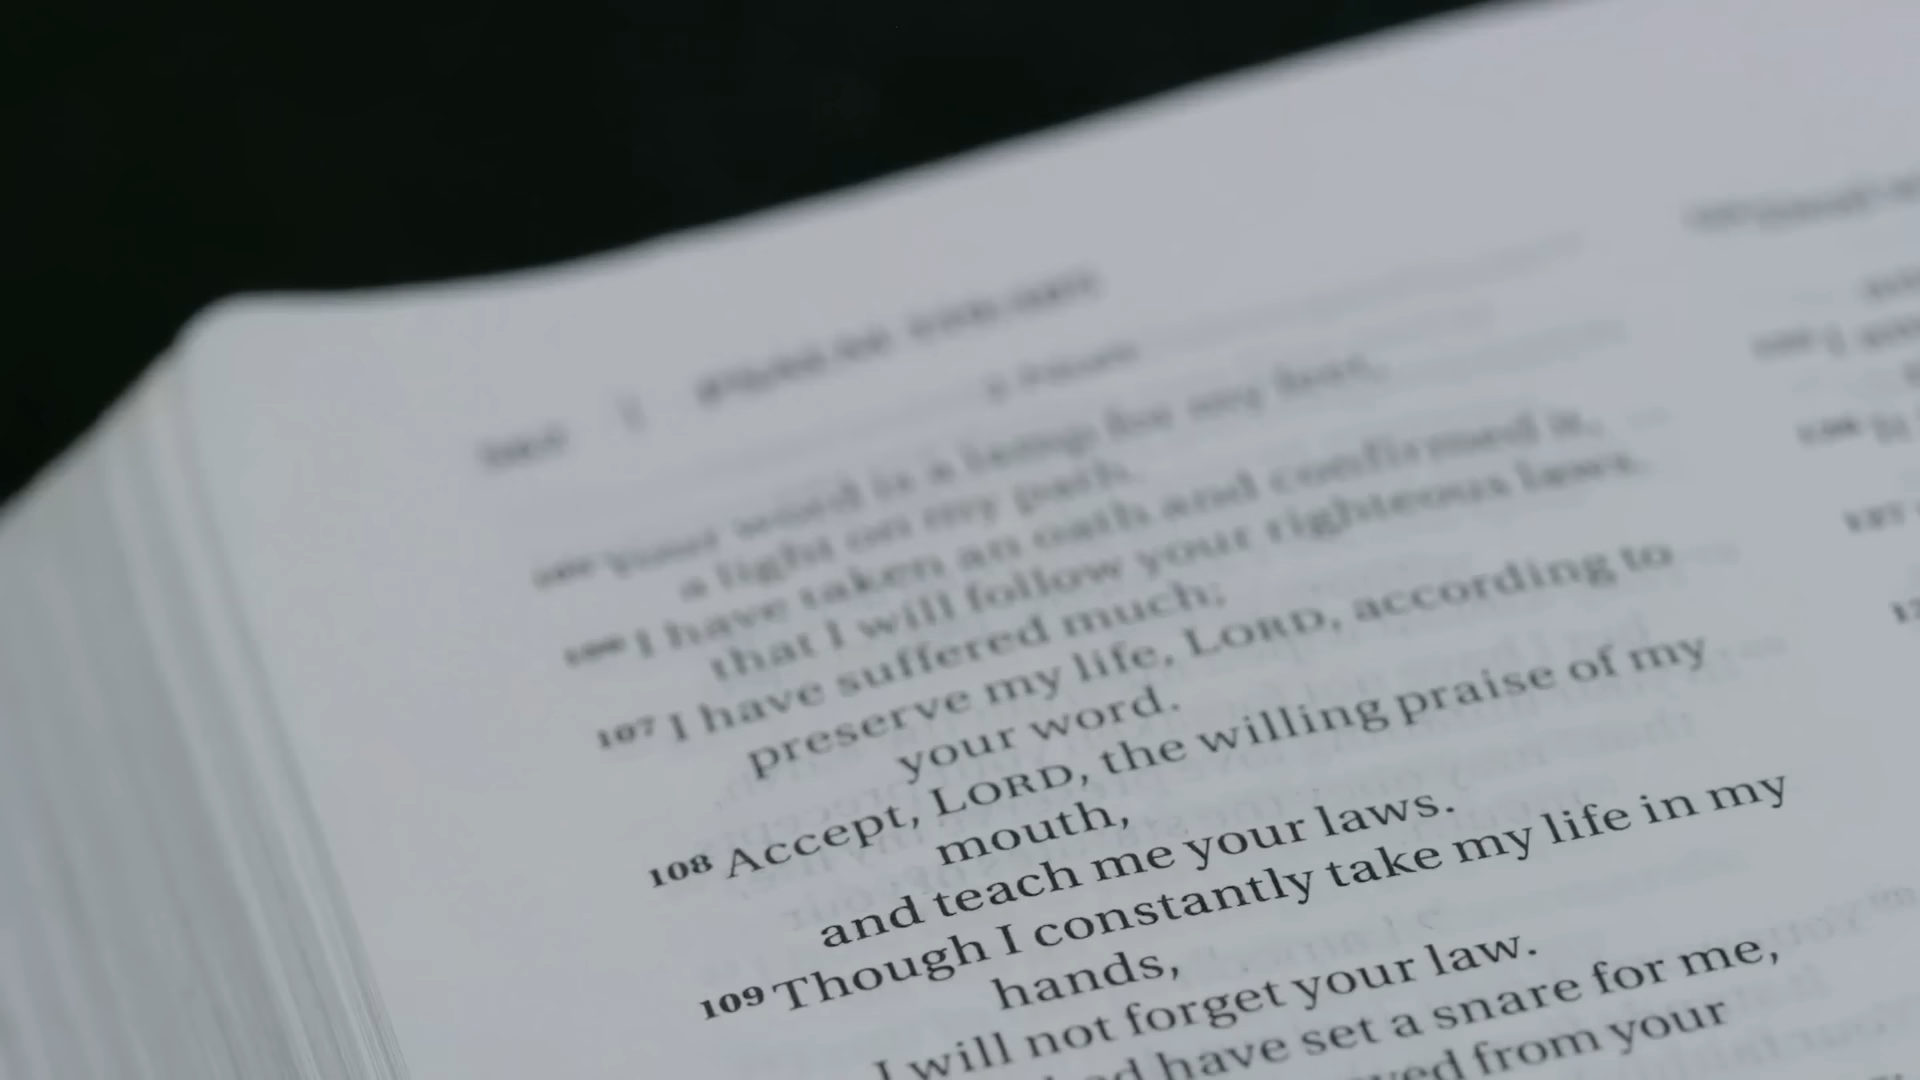 105 Your word is a lamp for my feet,
a light on my path.
106 I have taken an oath and confirmed it,
that I will follow your righteous laws.
107 I have suffered much;
preserve my life, LORD, according to
your word.
108 Accept, LORD, the willing praise of my
mouth,
and teach me your laws.
109 Though I constantly take my life in my
hands,
I will not forget your law.
have set a snare for me,
from your